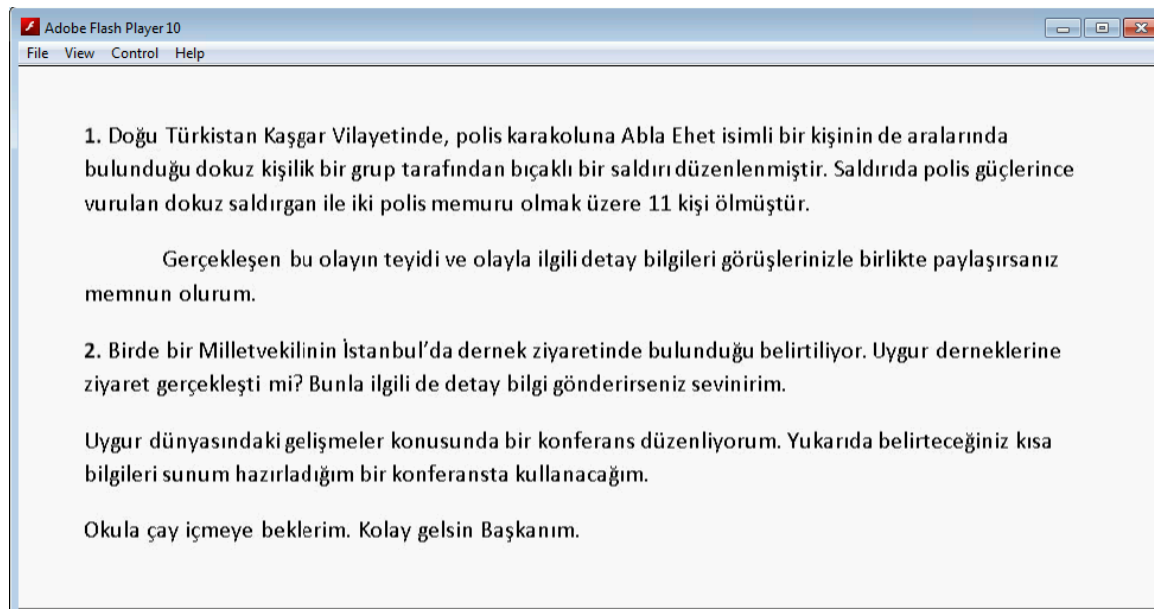 Adobe Flash Player 10
File View Control Help
1. Doğu Türkistan Kaşgar Vilayetinde, polis karakoluna Abla Ehet isimli bir kişinin de aralarında
bulunduğu dokuz kişilik bir grup tarafından bıçaklı bir saldırı düzenlenmiştir. Saldırıda polis güçlerince
vurulan dokuz saldırgan ile iki polis memuru olmak üzere 11 kişi ölmüştür.
Gerçekleşen bu olayın teyidi ve olayla ilgili detay bilgileri görüşlerinizle birlikte paylaşırsanız
memnun olurum.
2. Birde bir Milletvekilinin İstanbul’da dernek ziyaretinde bulunduğu belirtiliyor. Uygur derneklerine
ziyaret gerçekleşti mi? Bunla ilgili de detay bilgi gönderirseniz sevinirim.
Uygur dünyasındaki gelişmeler konusunda bir konferans düzenliyorum. Yukarıda belirteceğiniz kısa
bilgileri sunum hazırladığım bir konferansta kullanacağım.
Okula çay içmeye beklerim. Kolay gelsin Başkanım.